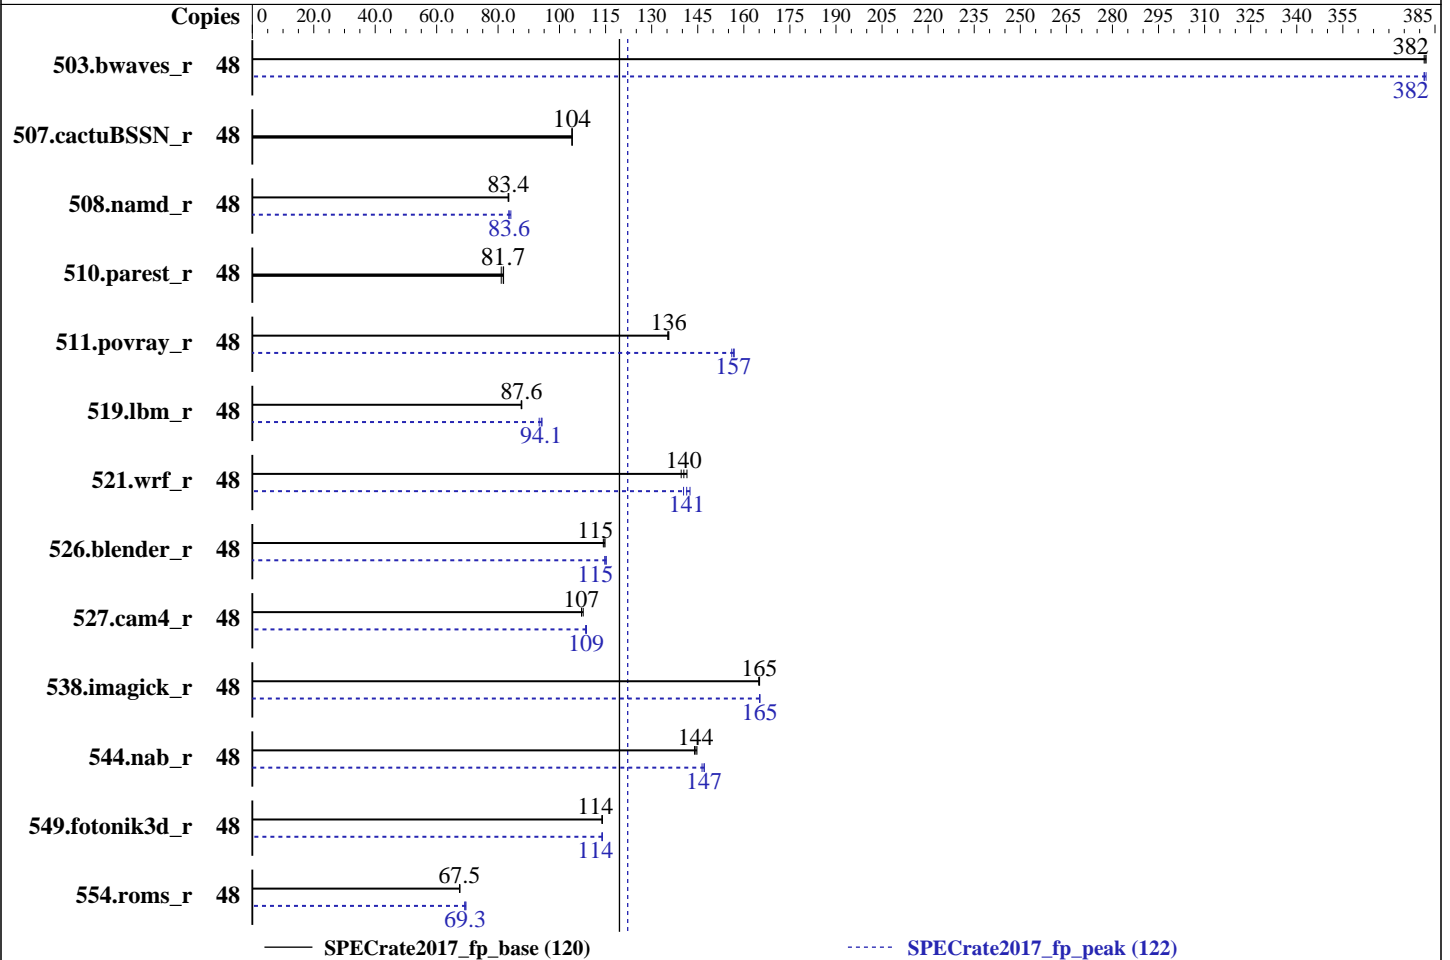 Copies 0 20.0 40.0 60.0 80.0 100 115 130 145 160 175 190 205 220 235 250 265 280 295 310 325 340 355 385
503.bwaves_r 48 382
382
507.cactuBSSN_r 48 104
508.namd_r 48 83.4
83.6
510.parest_r 48 81.7
511.povray_r 48 136
157
519.lbm_r 48 87.6
94.1
521.wrf_r 48 140
141
526.blender_r 48 115
115
527.cam4_r 48 107
109
538.imagick_r 48 165
165
544.nab_r 48 144
147
549.fotonik3d_r 48 114
114
554.roms_r 48 67.5
69.3
SPECrate2017_fp_base (120) SPECrate2017_fp_peak (122)